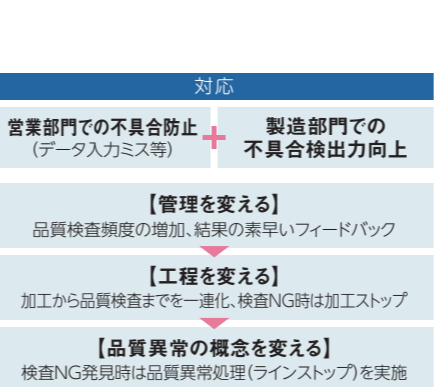 対応
営業部門での不具合防止
（データ入力ミス等）
+
製造部門での
不具合検出力向上
【管理を変える】
品質検査頻度の増加、結果の素早いフィードバック
【工程を変える】
加工から品質検査までを一連化、検査NG時は加工ストップ
【品質異常の概念を変える】
検査NG発見時は品質異常処理（ラインストップ）を実施